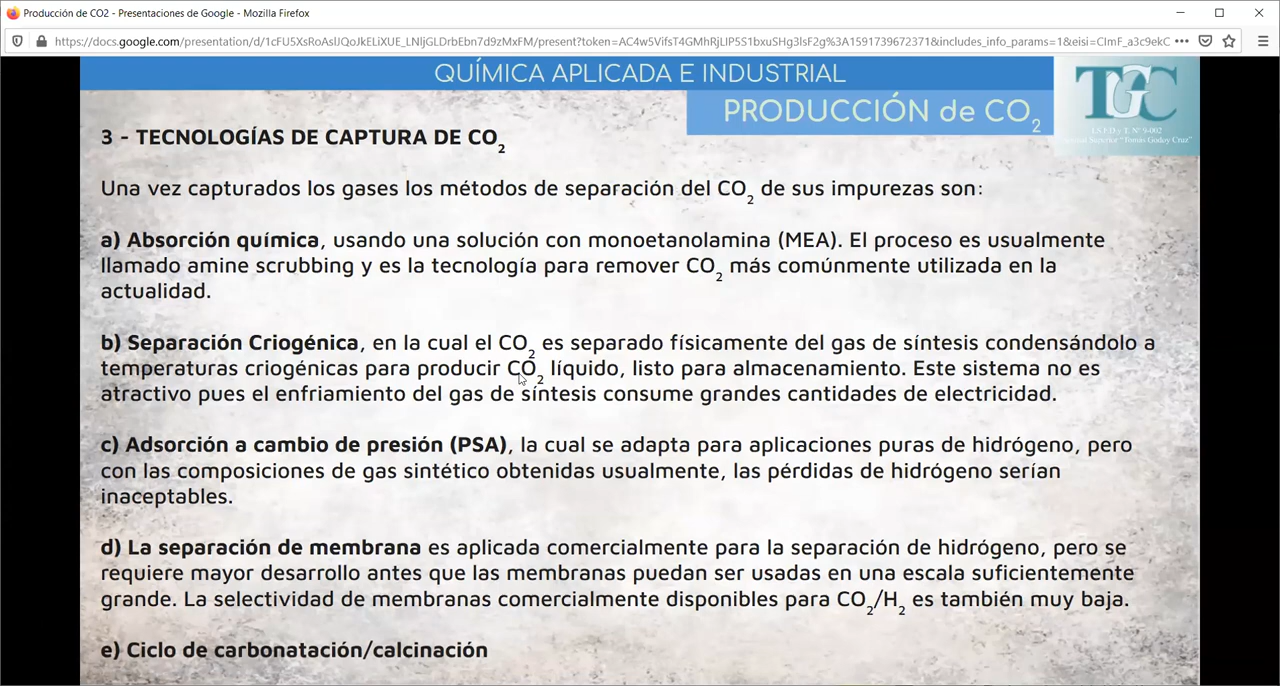 Producción de CO2 - Presentaciones de Google - Mozilla Firefox
https://docs.google.com/presentation/d/1cFU5XsRoAslJQoJkELiXUE_LNljGLDrbEbn7d9zMxFM/present?token=AC4w5VifsT4GMhRjLlP5S1bxuSHg3lsF2g%3A1591739672371&includes_info_params=1&eisi=CImF_a3c9ekC
QUÍMICA APLICADA E INDUSTRIAL
PRODUCCIÓN de CO2
TGC
I.S.F.D y T. Nº 9-002
"Tomás Godoy Cruz"
3 - TECNOLOGÍAS DE CAPTURA DE CO2
Una vez capturados los gases los métodos de separación del CO2 de sus impurezas son:
a) Absorción química, usando una solución con monoetanolamina (MEA). El proceso es usualmente
llamado amine scrubbing y es la tecnología para remover CO2 más comúnmente utilizada en la
actualidad.
b) Separación Criogénica, en la cual el CO2 es separado físicamente del gas de síntesis condensándolo a
temperaturas criogénicas para producir CO2 líquido, listo para almacenamiento. Este sistema no es
atractivo pues el enfriamiento del gas de síntesis consume grandes cantidades de electricidad.
c) Adsorción a cambio de presión (PSA), la cual se adapta para aplicaciones puras de hidrógeno, pero
con las composiciones de gas sintético obtenidas usualmente, las pérdidas de hidrógeno serían
inaceptables.
d) La separación de membrana es aplicada comercialmente para la separación de hidrógeno, pero se
requiere mayor desarrollo antes que las membranas puedan ser usadas en una escala suficientemente
grande. La selectividad de membranas comercialmente disponibles para CO2/H2 es también muy baja.
e) Ciclo de carbonatación/calcinación